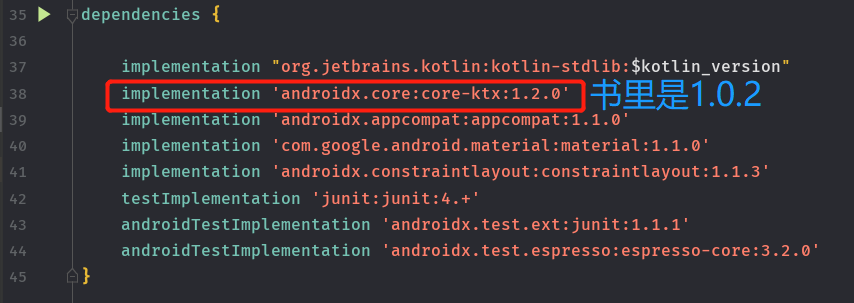 35 dependencies {
36
37 implementation "org.jetbrains.kotlin:kotlin-stdlib:$kotlin_version"
38 implementation 'androidx.core:core-ktx:1.2.0' 书里是1.0.2
39 implementation 'androidx.appcompat:appcompat:1.1.0'
40 implementation 'com.google.android.material:material:1.1.0'
41 implementation 'androidx.constraintlayout:constraintlayout:1.1.3'
42 testImplementation 'junit:junit:4.+'
43 androidTestImplementation 'androidx.test.ext:junit:1.1.1'
44 androidTestImplementation 'androidx.test.espresso:espresso-core:3.2.0'
45 }